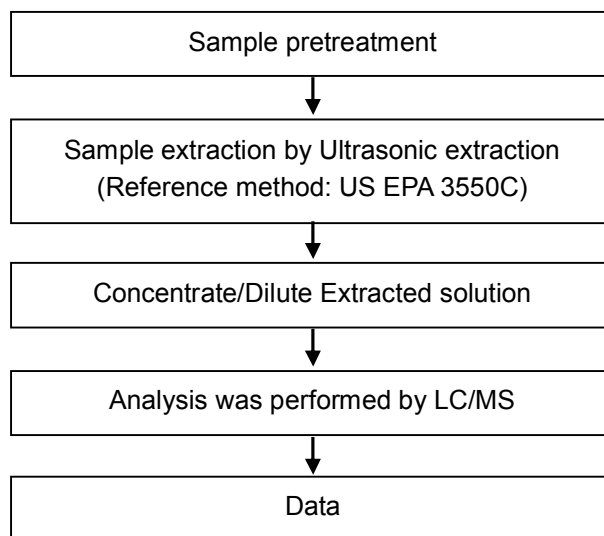 Sample pretreatment
Sample extraction by Ultrasonic extraction
(Reference method: US EPA 3550C)
Concentrate/Dilute Extracted solution
Analysis was performed by LC/MS
Data